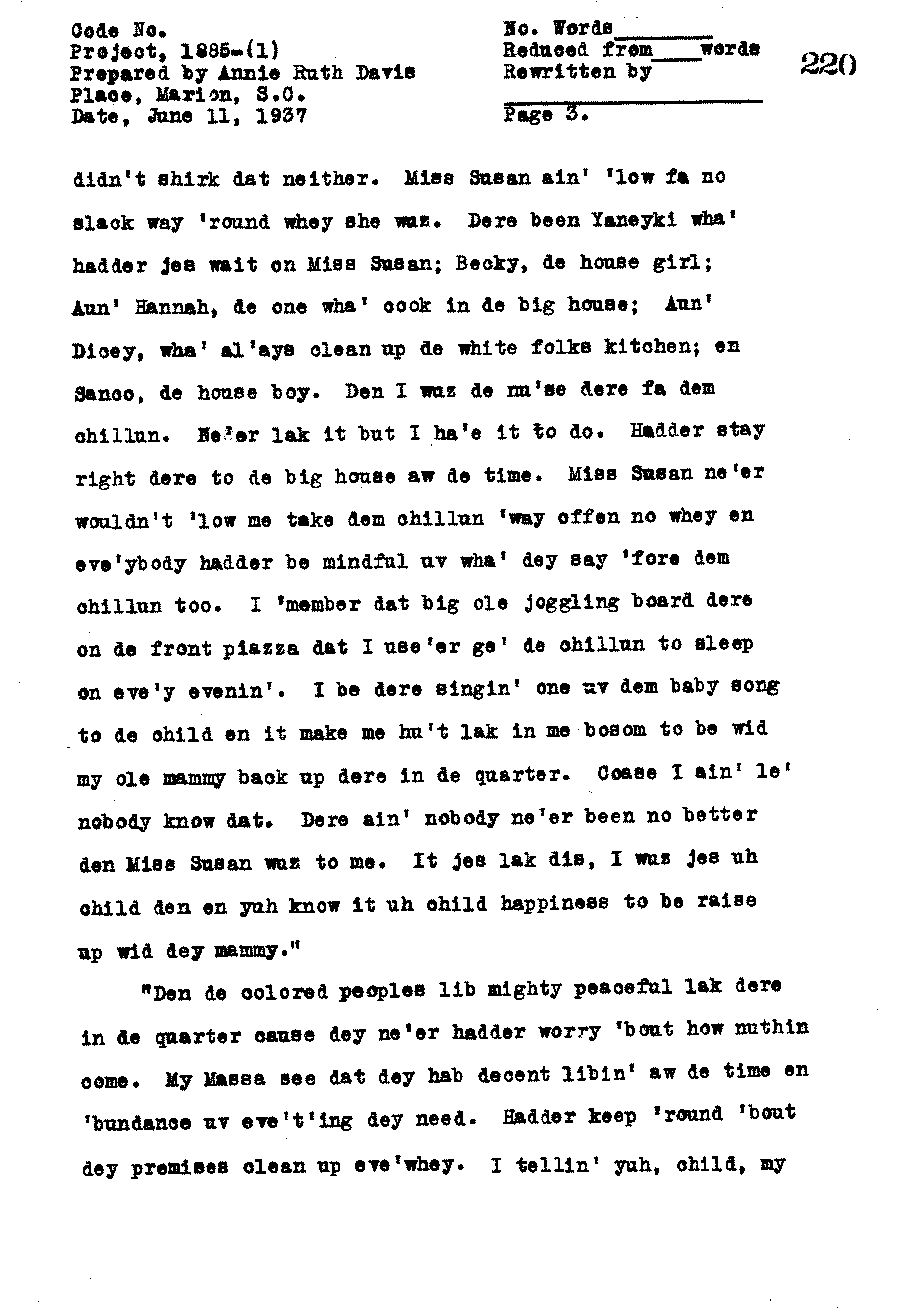 Code No.
Project, 1885-(1)
Prepared by Annie Ruth Davis
Place, Marion, S.C.
Date, June 11, 1937
No. Words
Reduced from words
Rewritten by
Page 3.
220
didn't shirk dat neither. Miss Susan ain' 'low fa no
slack way 'round whey she wuz. Dere been Yaneyki wha'
hadder jes wait on Miss Susan; Becky, de house girl;
Aun' Hannah, de one wha' cook in de big house; Aun'
Dicey, wha' al'ays clean up de white folks kitchen; en
Sanco, de house boy. Den I wuz de nu'se dere fa dem
chillun. Ne'er lak it but I ha'e it to do. Hadder stay
right dere to de big house aw de time. Miss Susan ne'er
wouldn't 'low me take dem chillun 'way offen no whey en
eve'ybody hadder be mindful uv wha' dey say 'fore dem
chillun too. I 'member dat big ole joggling board dere
on de front piazza dat I use'er ge' de chillun to sleep
on eve'y evenin'. I be dere singin' one uv dem baby song
to de child en it make me hu't lak in me bosom to be wid
my ole mammy back up dere in de quarter. Coase I ain' le'
nobody know dat. Dere ain' nobody ne'er been no better
den Miss Susan wuz to me. It jes lak dis, I wuz jes uh
child den en yuh know it uh child happiness to be raise
up wid dey mammy."
"Den de colored peoples lib mighty peaceful lak dere
in de quarter cause dey ne'er hadder worry 'bout how nuthin
come. My Massa see dat dey hab decent libin' aw de time en
'bundance uv eve't'ing dey need. Hadder keep 'round 'bout
dey premises clean up eve'whey. I tellin' yuh, child, my